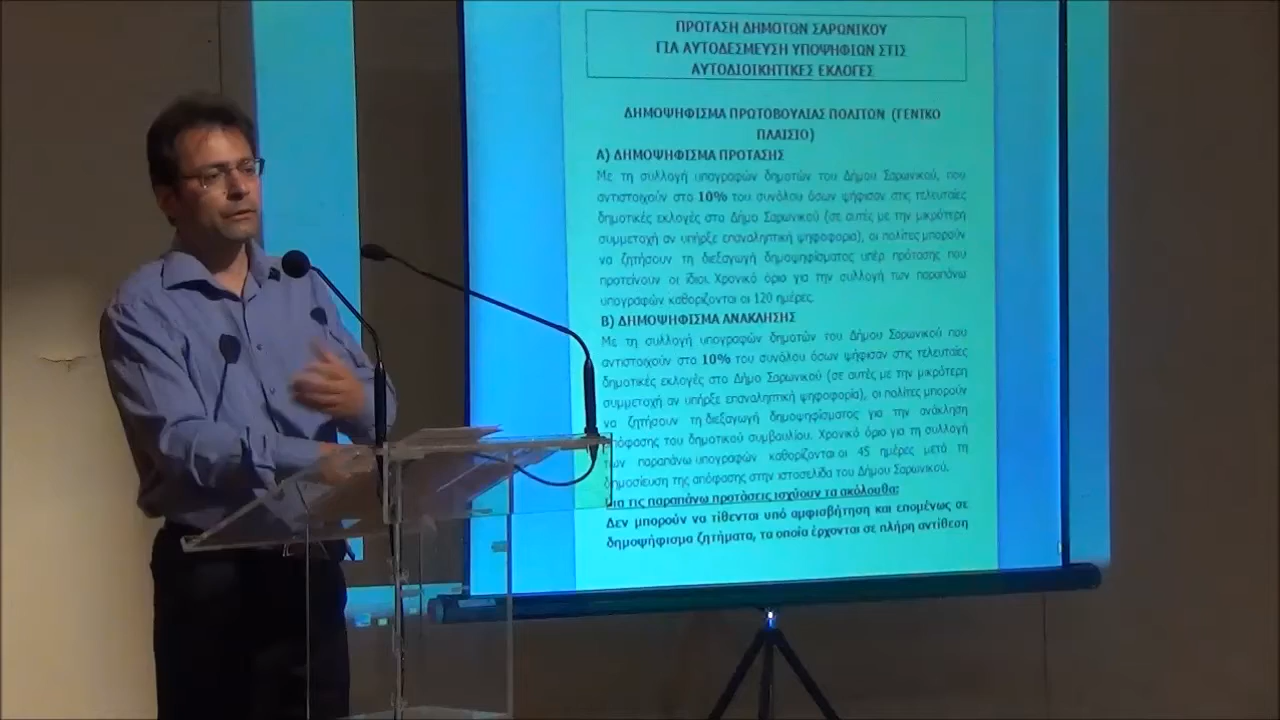 ΠΡΟΤΑΣΗ ΔΗΜΟΤΩΝ ΣΑΡΩΝΙΚΟΥ
ΓΙΑ ΑΥΤΟΔΕΣΜΕΥΣΗ ΥΠΟΨΗΦΙΩΝ ΣΤΙΣ
ΑΥΤΟΔΙΟΙΚΗΤΙΚΕΣ ΕΚΛΟΓΕΣ
ΔΗΜΟΨΗΦΙΣΜΑ ΠΡΩΤΟΒΟΥΛΙΑΣ ΠΟΛΙΤΩΝ (ΓΕΝΙΚΟ
ΠΛΑΙΣΙΟ)
Α) ΔΗΜΟΨΗΦΙΣΜΑ ΠΡΟΤΑΣΗΣ
Με τη συλλογή υπογραφών δημοτών του Δήμου Σαρωνικού, που
αντιστοιχούν στο 10% του συνόλου όσων ψήφισαν στις τελευταίες
δημοτικές εκλογές στο Δήμο Σαρωνικού (σε αυτές με την μικρότερη
συμμετοχή αν υπήρξε επαναληπτική ψηφοφορία), οι πολίτες μπορούν
να ζητήσουν τη διεξαγωγή δημοψηφίσματος υπέρ πρότασης που
προτείνουν οι ίδιοι. Χρονικό όριο για την συλλογή των παραπάνω
υπογραφών καθορίζονται οι 120 ημέρες.
Β) ΔΗΜΟΨΗΦΙΣΜΑ ΑΝΑΚΛΗΣΗΣ
Με τη συλλογή υπογραφών δημοτών του Δήμου Σαρωνικού που
αντιστοιχούν στο 10% του συνόλου όσων ψήφισαν στις τελευταίες
δημοτικές εκλογές στο Δήμο Σαρωνικού (σε αυτές με την μικρότερη
συμμετοχή αν υπήρξε επαναληπτική ψηφοφορία), οι πολίτες μπορούν
να ζητήσουν τη διεξαγωγή δημοψηφίσματος για την ανάκληση
απόφασης του δημοτικού συμβουλίου. Χρονικό όριο για τη συλλογή
των παραπάνω υπογραφών καθορίζονται οι 45 ημέρες μετά τη
δημοσίευση της απόφασης στην ιστοσελίδα του Δήμου Σαρωνικού.
Για τις παραπάνω προτάσεις ισχύουν τα ακόλουθα:
Δεν μπορούν να τίθενται υπό αμφισβήτηση και επομένως σε
δημοψήφισμα ζητήματα, τα οποία έρχονται σε πλήρη αντίθεση